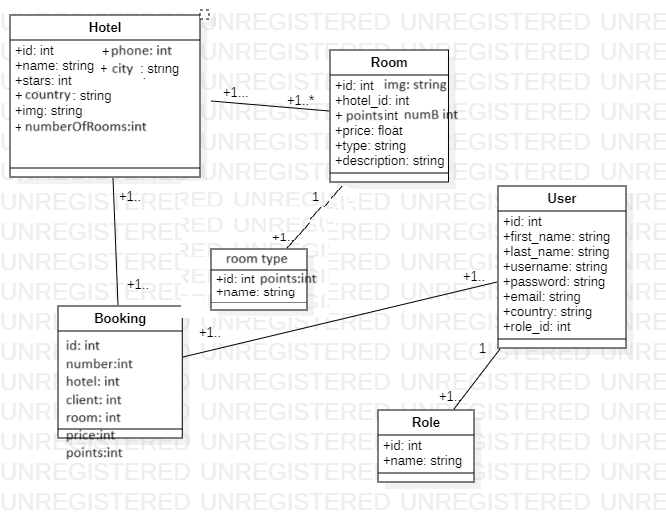 Hotel
+id: int +phone: int
+name: string + city : string
+stars: int
+ country: string
+img: string
+ numberOfRooms:int
+1...
+1..*
Room
+id: int img: string
+hotel_id: int
+ points int numB int
+price: float
+type: string
+description: string
+1..
1
+1..
room type
+id: int points:int
+name: string
User
+id: int
+first_name: string
+last_name: string
+username: string
+password: string
+email: string
+country: string
+role_id: int
+1..
+1..
+1..
Booking
id: int
number:int
hotel: int
client: int
room: int
price:int
points:int
1
+1..
Role
+id: int
+name: string
UNREGISTERED UNREGISTERED UNREGISTERED